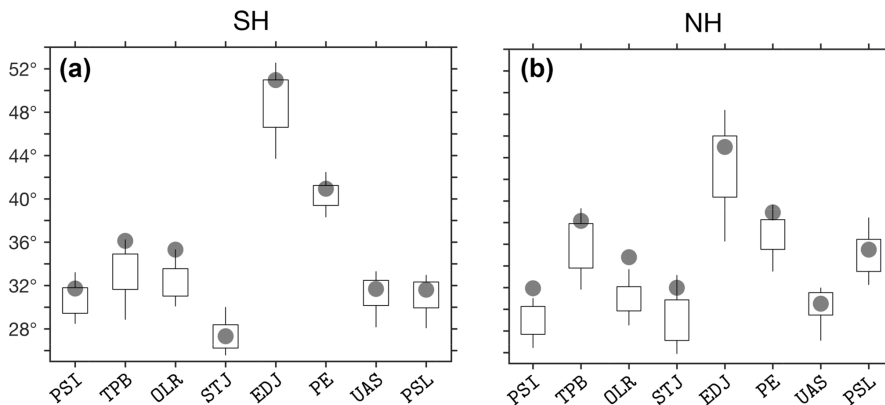 SH
NH
(a)
(b)
52°
48°
44°
40°
36°
32°
28°
PSI TPB OLR STJ EDJ PE UAS PSL
PSI TPB OLR STJ EDJ PE UAS PSL